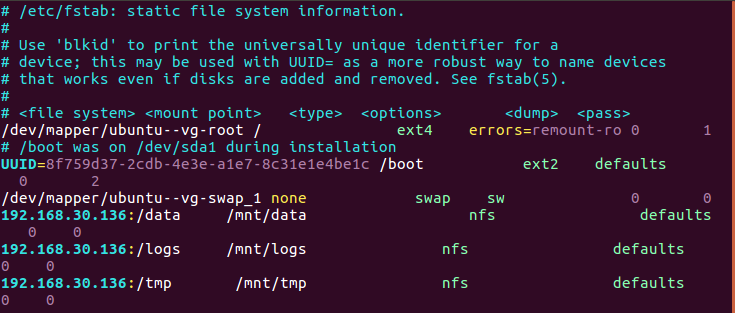 # /etc/fstab: static file system information.
#
# Use 'blkid' to print the universally unique identifier for a
# device; this may be used with UUID= as a more robust way to name devices
# that works even if disks are added and removed. See fstab(5).
#
# <file system> <mount point>   <type>  <options>       <dump>  <pass>
/dev/mapper/ubuntu--vg-root /               ext4    errors=remount-ro 0       1
# /boot was on /dev/sda1 during installation
UUID=8f759d37-2cdb-4e3e-a1e7-8c31e1e4be1c /boot           ext2    defaults
  0       2
/dev/mapper/ubuntu--vg-swap_1 none            swap    sw              0       0
192.168.30.136:/data      /mnt/data                  nfs                defaults
   0    0
192.168.30.136:/logs      /mnt/logs               nfs                defaults
0    0
192.168.30.136:/tmp       /mnt/tmp                nfs                defaults
0    0